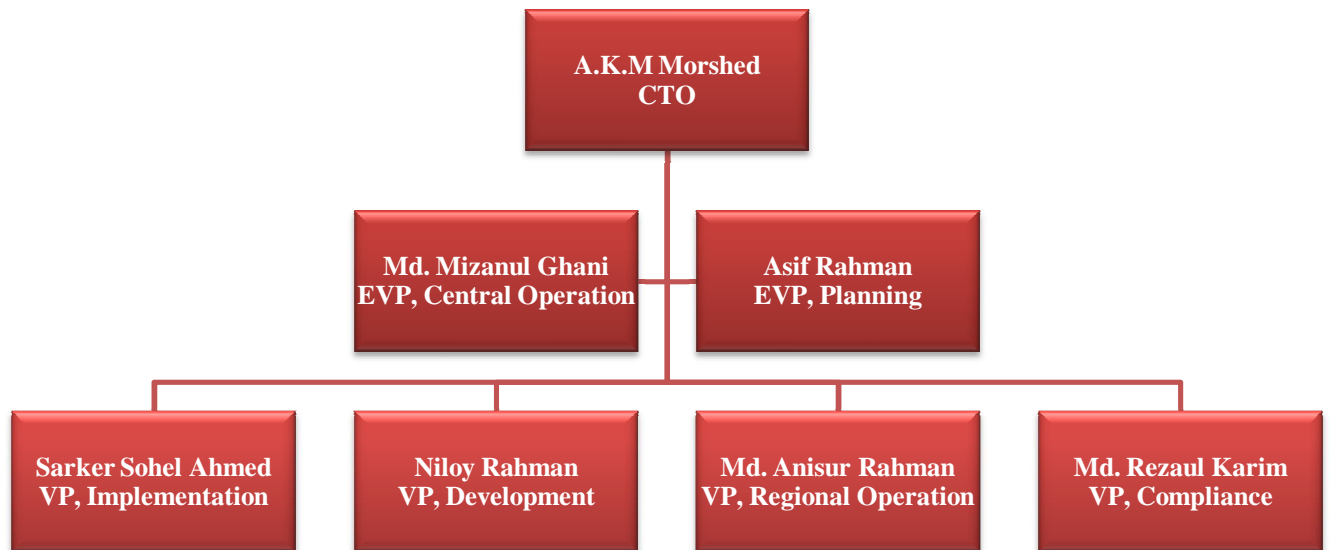 A.K.M Morshed
CTO
Md. Mizanul Ghani
EVP, Central Operation
Asif Rahman
EVP, Planning
Sarker Sohel Ahmed
VP, Implementation
Niloy Rahman
VP, Development
Md. Anisur Rahman
VP, Regional Operation
Md. Rezaul Karim
VP, Compliance